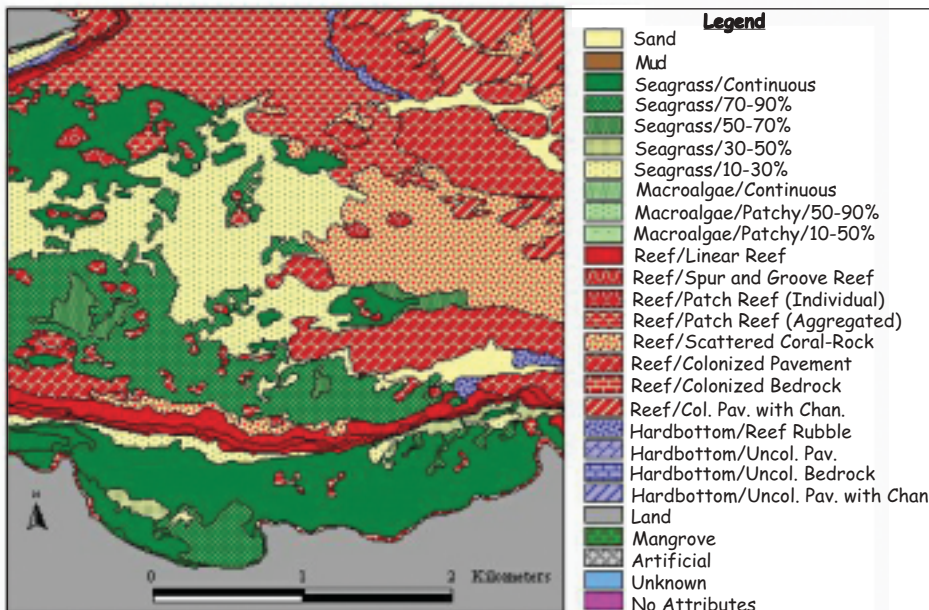 Legend
Sand
Mud
Seagrass/Continuous
Seagrass/70-90%
Seagrass/50-70%
Seagrass/30-50%
Seagrass/10-30%
Macroalgae/Continuous
Macroalgae/Patchy/50-90%
Macroalgae/Patchy/10-50%
Reef/Linear Reef
Reef/Spur and Groove Reef
Reef/Patch Reef (Individual)
Reef/Patch Reef (Aggregated)
Reef/Scattered Coral-Rock
Reef/Colonized Pavement
Reef/Colonized Bedrock
Reef/Col. Pav. with Chan.
Hardbottom/Reef Rubble
Hardbottom/Uncol. Pav.
Hardbottom/Uncol. Bedrock
Hardbottom/Uncol. Pav. with Chan
Land
Mangrove
Artificial
Unknown
No Attributes
N
0 1 2 Kilometers